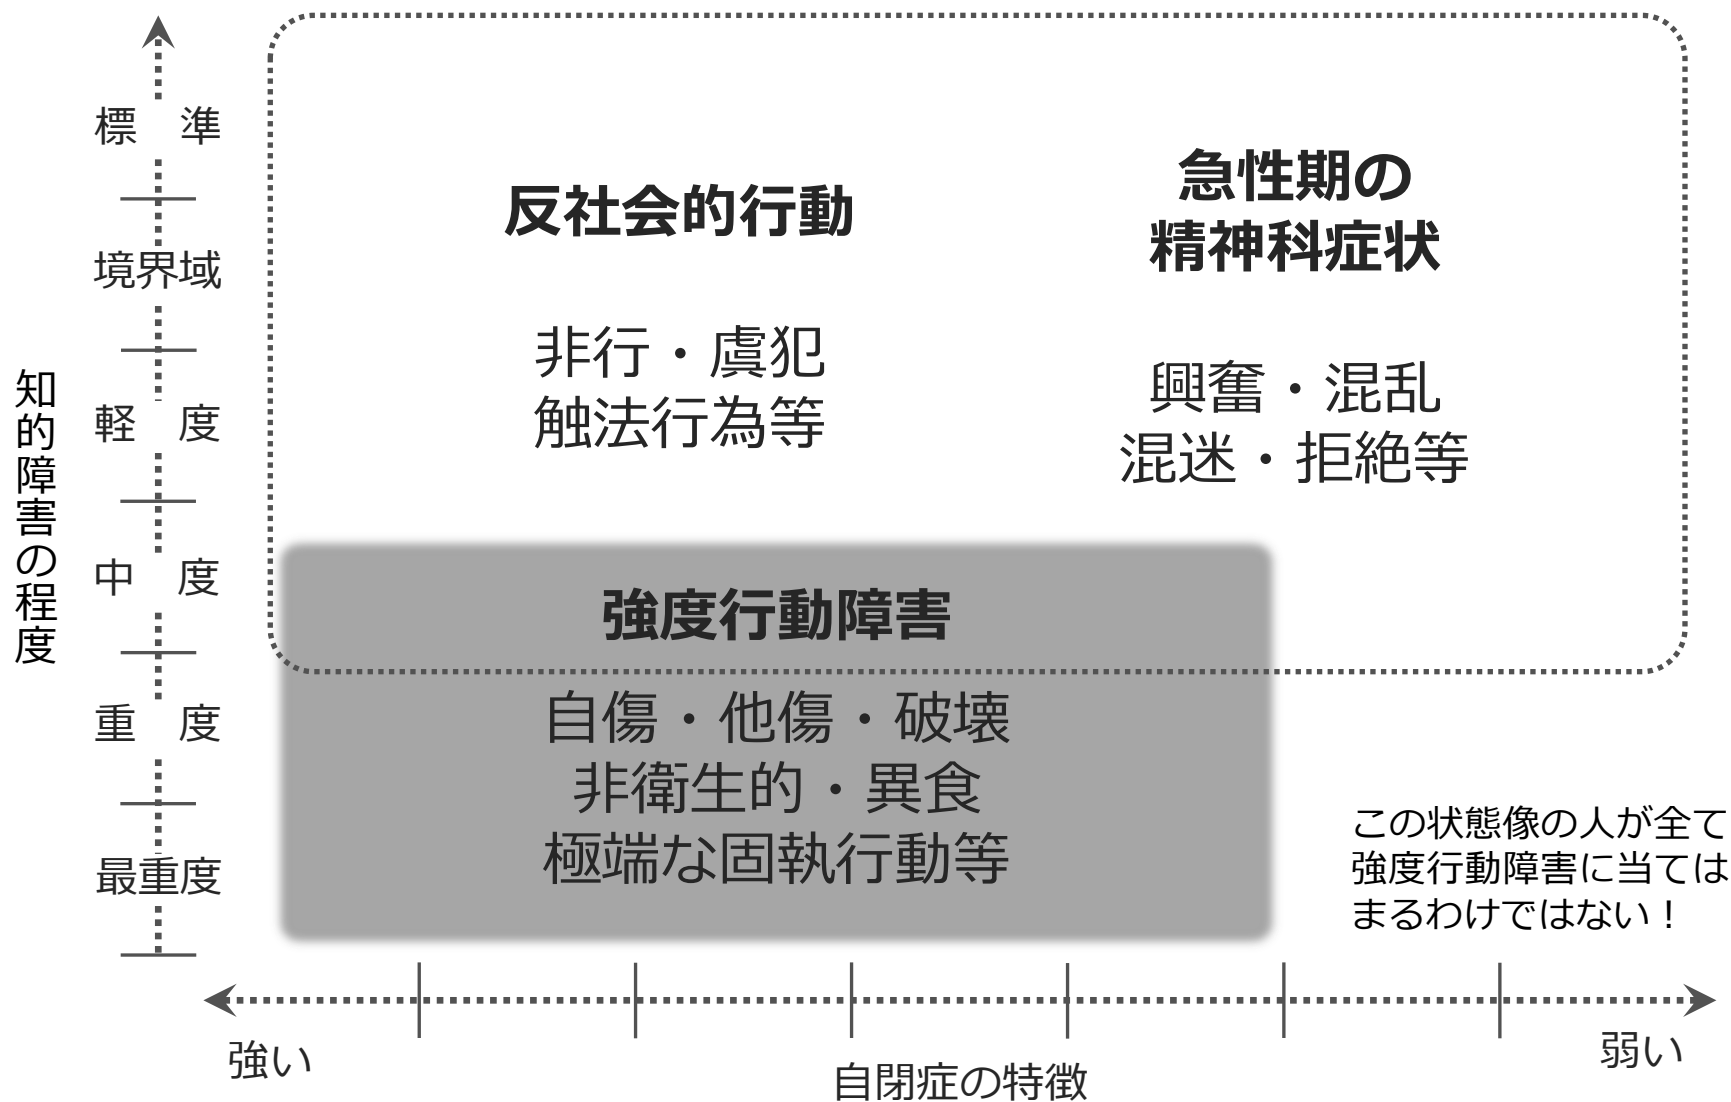 知的障害の程度
標　準
境界域
軽　度
中　度
重　度
最重度
反社会的行動
非行・虞犯
触法行為等
急性期の
精神科症状
興奮・混乱
混迷・拒絶等
強度行動障害
自傷・他傷・破壊
非衛生的・異食
極端な固執行動等
この状態像の人が全て
強度行動障害に当ては
まるわけではない！
強い
自閉症の特徴
弱い